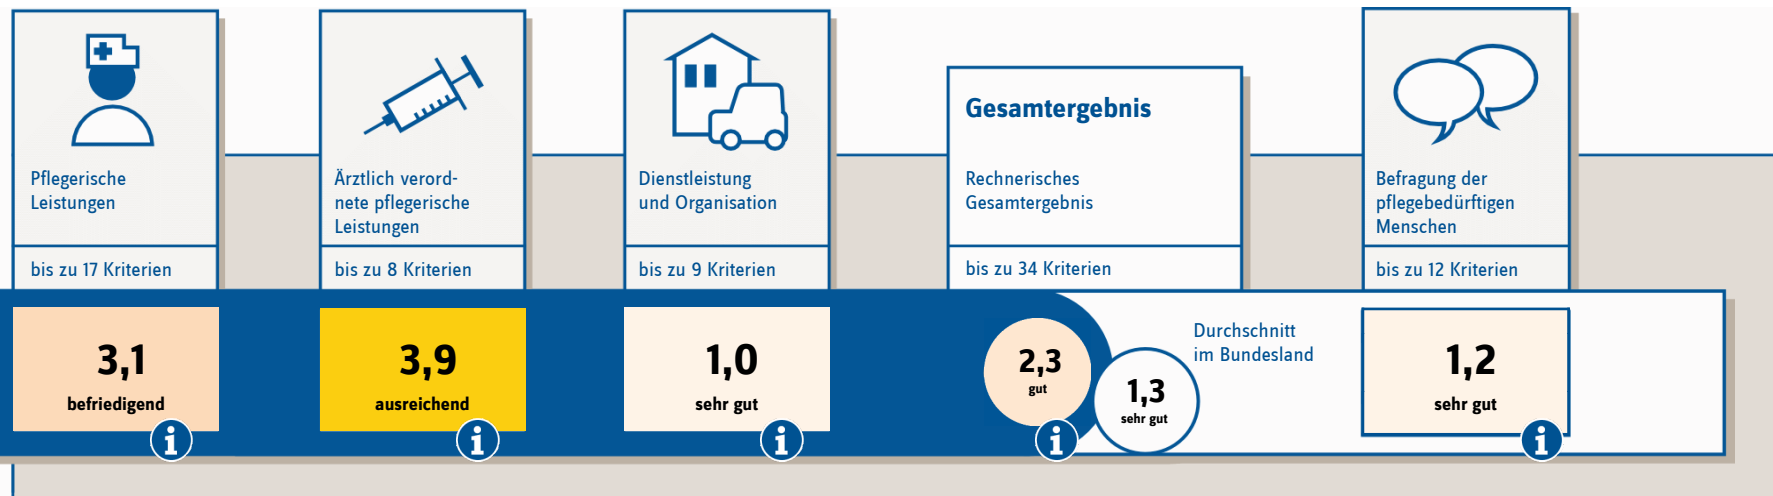 Pflegerische
Leistungen
bis zu 17 Kriterien
3,1
befriedigend
i
Ärztlich verord-
nete pflegerische
Leistungen
bis zu 8 Kriterien
3,9
ausreichend
i
Dienstleistung
und Organisation
bis zu 9 Kriterien
1,0
sehr gut
i
Gesamtergebnis
Rechnerisches
Gesamtergebnis
bis zu 34 Kriterien
2,3
gut
i
1,3
sehr gut
Durchschnitt
im Bundesland
Befragung der
pflegebedürftigen
Menschen
bis zu 12 Kriterien
1,2
sehr gut
i